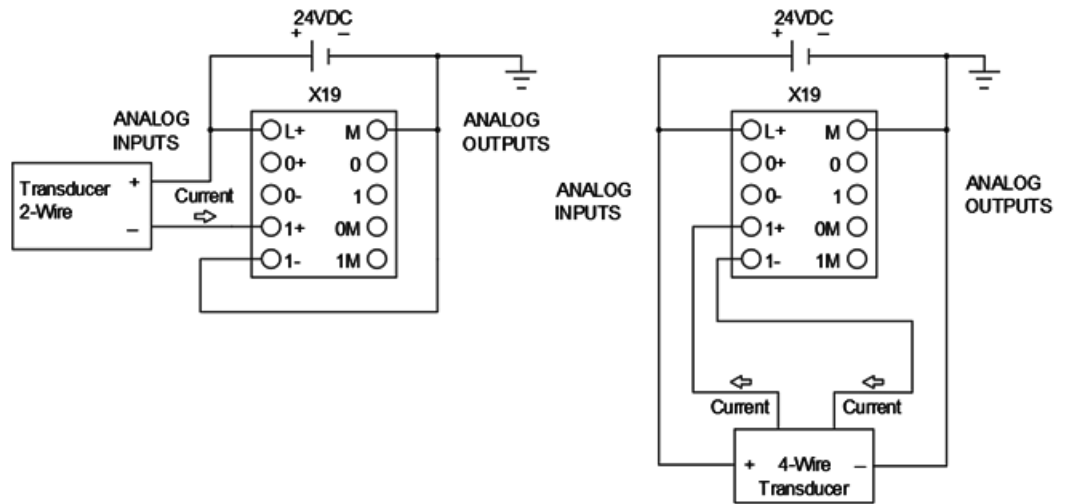 24VDC
+ −
X19
ANALOG
INPUTS
ANALOG
OUTPUTS
L+ M
0+ 0
0- 1
1+ 0M
1- 1M
Transducer +
2-Wire
−
Current
24VDC
+ −
X19
ANALOG
INPUTS
ANALOG
OUTPUTS
L+ M
0+ 0
0- 1
1+ 0M
1- 1M
Current
Current
+ 4-Wire −
Transducer